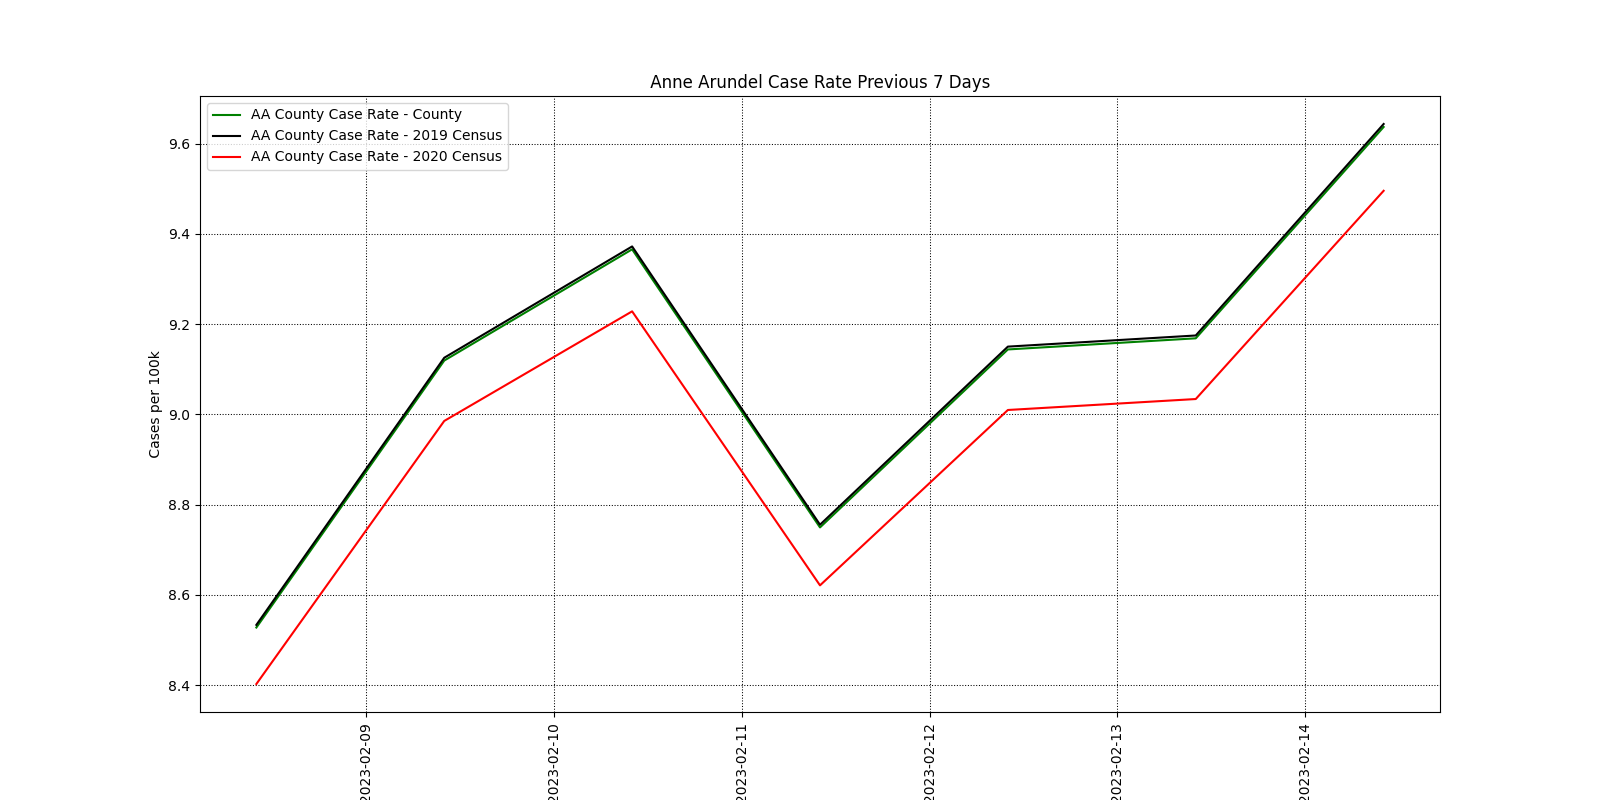 Anne Arundel Case Rate Previous 7 Days
AA County Case Rate - County
AA County Case Rate - 2019 Census
AA County Case Rate - 2020 Census
Cases per 100k
9.6
9.4
9.2
9.0
8.8
8.6
8.4
2023-02-09
2023-02-10
2023-02-11
2023-02-12
2023-02-13
2023-02-14